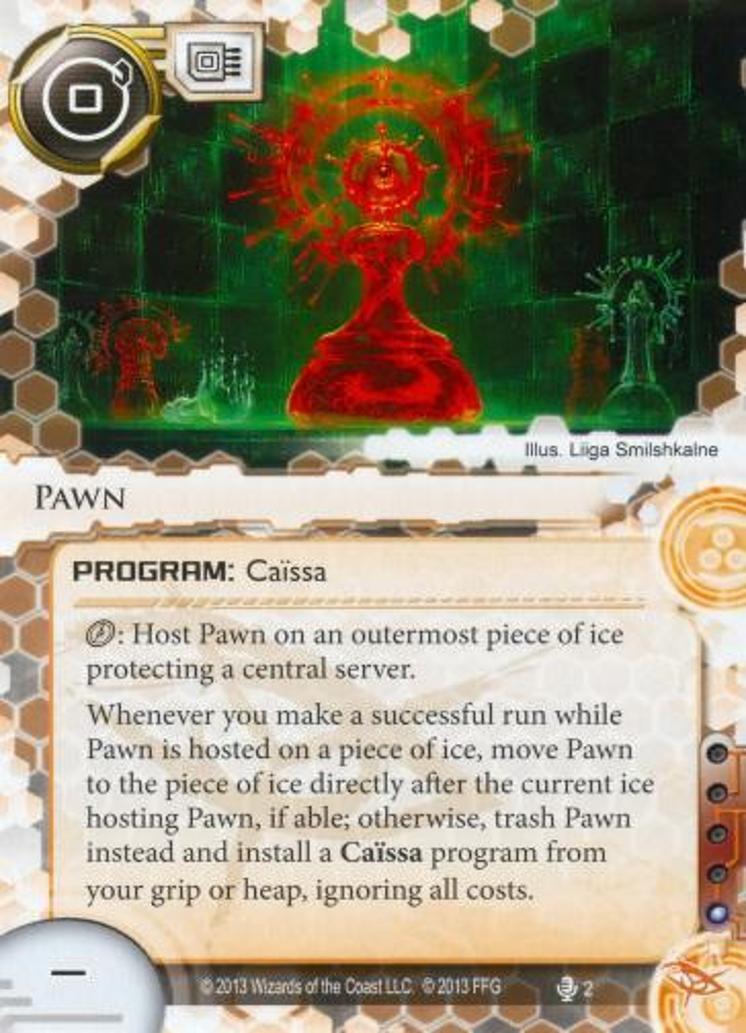 Illus. Liiga Smilshkalne
PAWN
PROGRAM: Caïssa
: Host Pawn on an outermost piece of ice
protecting a central server.
Whenever you make a successful run while
Pawn is hosted on a piece of ice, move Pawn
to the piece of ice directly after the current ice
hosting Pawn, if able; otherwise, trash Pawn
instead and install a Caïssa program from
your grip or heap, ignoring all costs.
–
© 2013 Wizards of the Coast LLC. © 2013 FFG
2